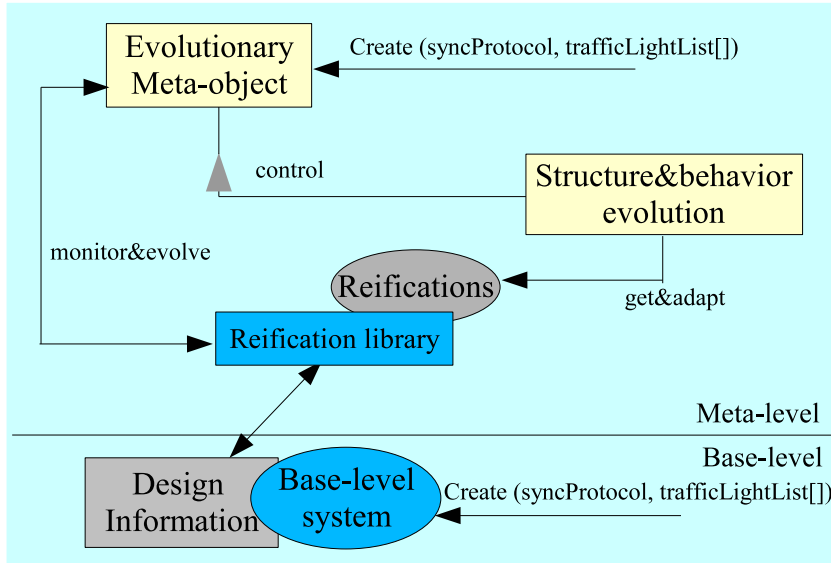 Evolutionary
Meta-object
Create (syncProtocol, trafficLightList[])
control
Structure&behavior
evolution
monitor&evolve
Reifications
get&adapt
Reification library
Meta-level
Base-level
Design
Information
Base-level
system
Create (syncProtocol, trafficLightList[])